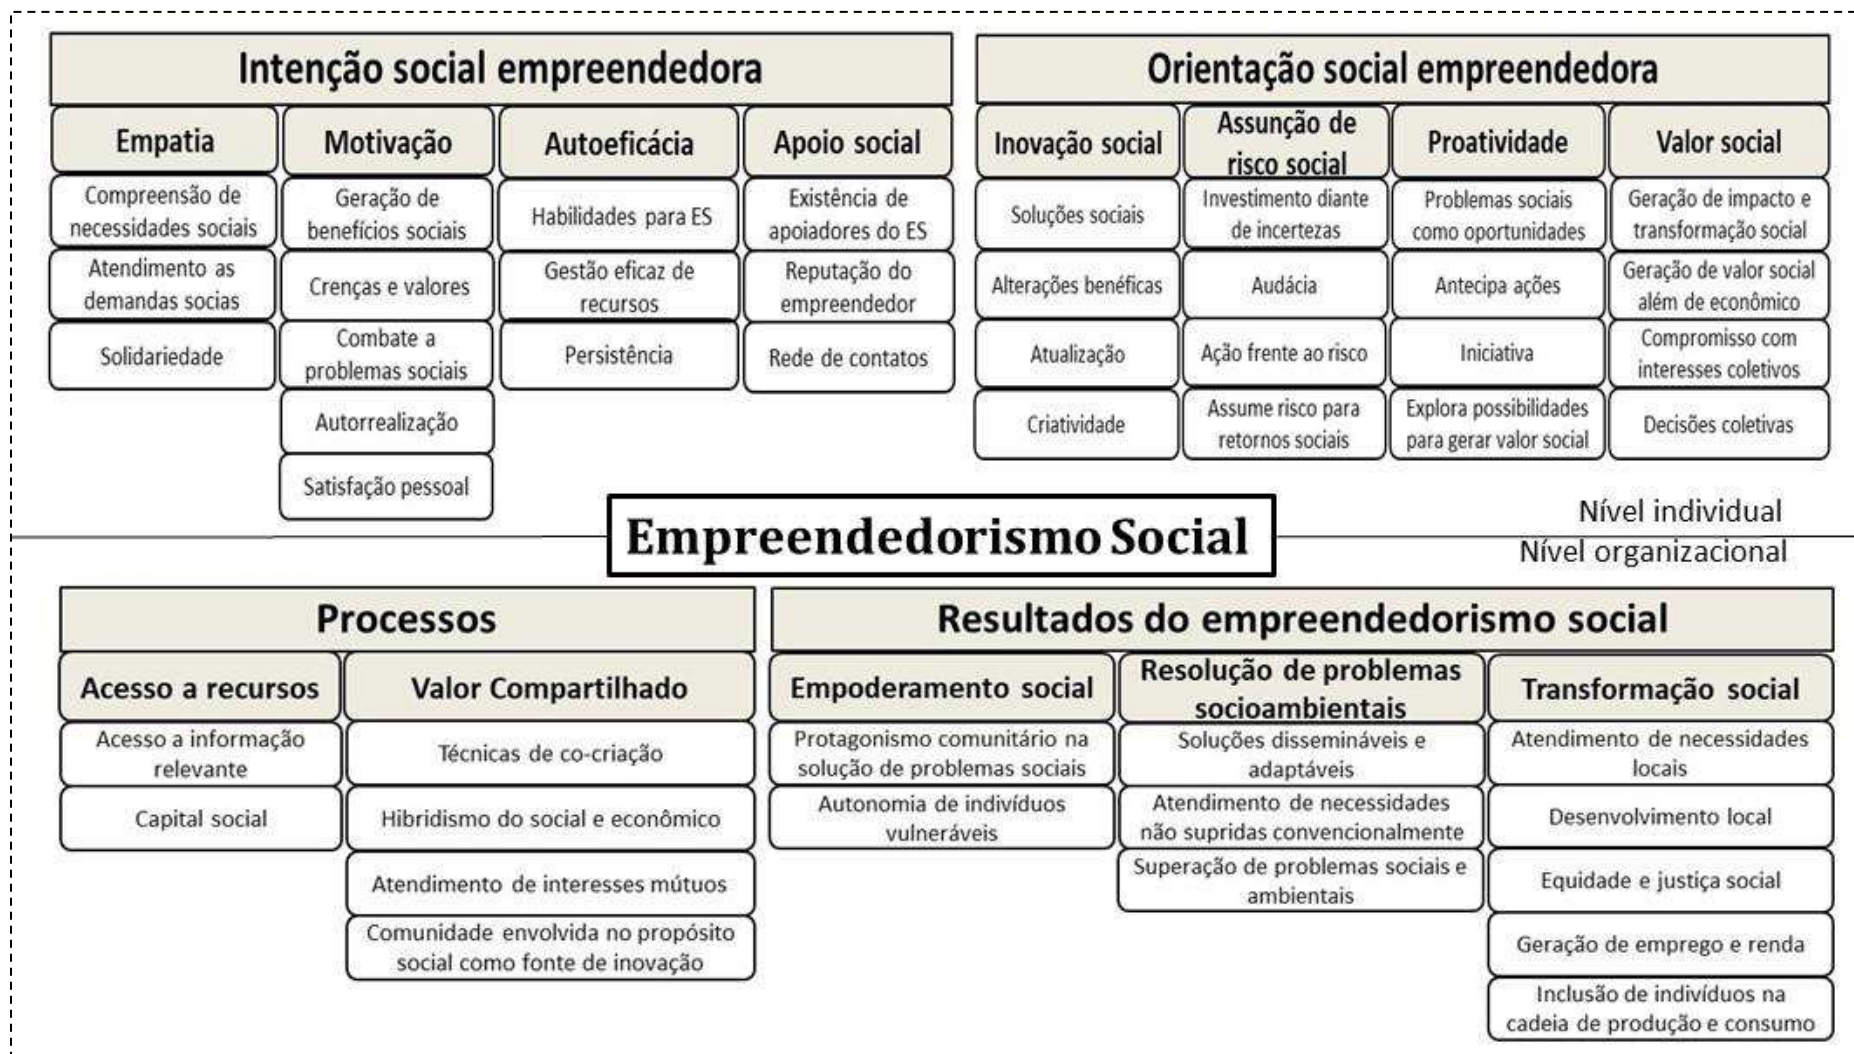 Intenção social empreendedora
Empatia
Compreensão de
necessidades sociais
Atendimento as
demandas socias
Solidariedade
Motivação
Geração de
benefícios sociais
Crenças e valores
Combate a
problemas sociais
Autorrealização
Satisfação pessoal
Autoeficácia
Habilidades para ES
Gestão eficaz de
recursos
Persistência
Apoio social
Existência de
apoiadores do ES
Reputação do
empreendedor
Rede de contatos
Orientação social empreendedora
Inovação social
Soluções sociais
Alterações benéficas
Atualização
Criatividade
Assunção de
risco social
Investimento diante
de incertezas
Audácia
Ação frente ao risco
Assume risco para
retornos sociais
Proatividade
Problemas sociais
como oportunidades
Antecipa ações
Iniciativa
Explora possibilidades
para gerar valor social
Valor social
Geração de impacto e
transformação social
Geração de valor social
além de econômico
Compromisso com
interesses coletivos
Decisões coletivas
Nível individual
Empreendedorismo Social
Nível organizacional
Processos
Acesso a recursos
Acesso a informação
relevante
Capital social
Valor Compartilhado
Técnicas de co-criação
Hibridismo do social e econômico
Atendimento de interesses mútuos
Comunidade envolvida no propósito
social como fonte de inovação
Resultados do empreendedorismo social
Empoderamento social
Protagonismo comunitário na
solução de problemas sociais
Autonomia de indivíduos
vulneráveis
Resolução de problemas
socioambientais
Soluções dissemináveis e
adaptáveis
Atendimento de necessidades
não supridas convencionalmente
Superação de problemas sociais e
ambientais
Transformação social
Atendimento de necessidades
locais
Desenvolvimento local
Equidade e justiça social
Geração de emprego e renda
Inclusão de indivíduos na
cadeia de produção e consumo